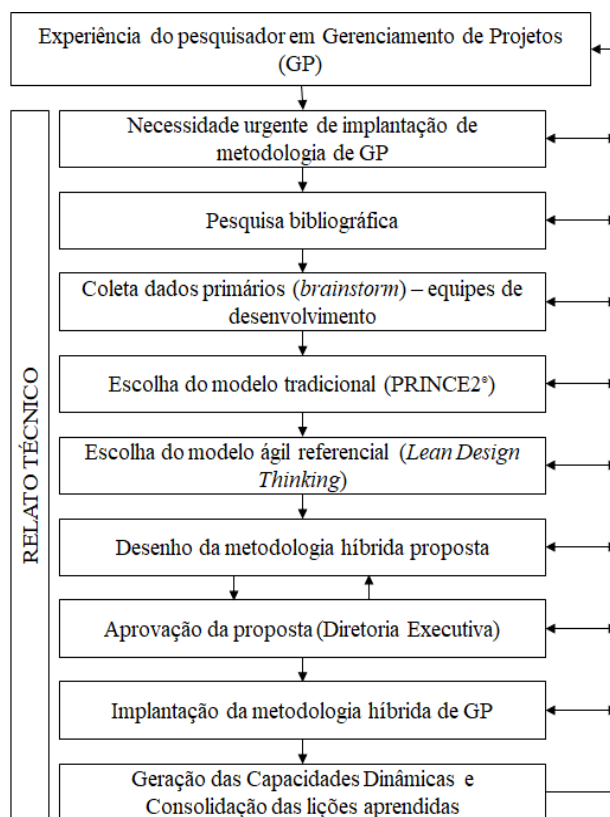 Experiência do pesquisador em Gerenciamento de Projetos
(GP)
RELATO TÉCNICO
Necessidade urgente de implantação de
metodologia de GP
Pesquisa bibliográfica
Coleta dados primários (brainstorm) – equipes de
desenvolvimento
Escolha do modelo tradicional (PRINCE2®)
Escolha do modelo ágil referencial (Lean Design
Thinking)
Desenho da metodologia híbrida proposta
Aprovação da proposta (Diretoria Executiva)
Implantação da metodologia híbrida de GP
Geração das Capacidades Dinâmicas e
Consolidação das lições aprendidas